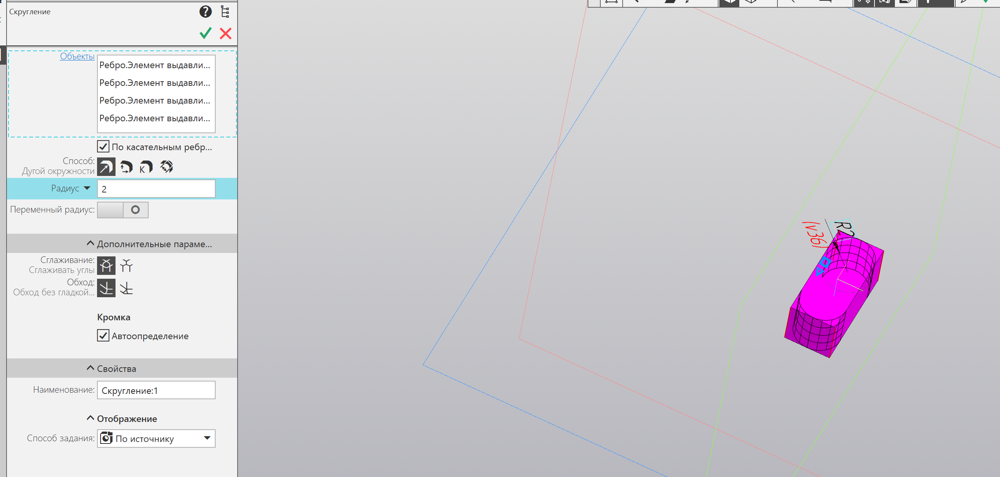 Скругление
Объекты
Ребро.Элемент выдавли...
Ребро.Элемент выдавли...
Ребро.Элемент выдавли...
Ребро.Элемент выдавли...
По касательным ребр...
Способ:
Дугой окружности
K
Радиус
2
Переменный радиус:
Дополнительные параме...
Сглаживание:
Сглаживать углы
Обход:
Обход без гладкой...
Кромка
Автоопределение
Свойства
Наименование:
Скругление:1
Отображение
Способ задания:
По источнику
R2
(v36)